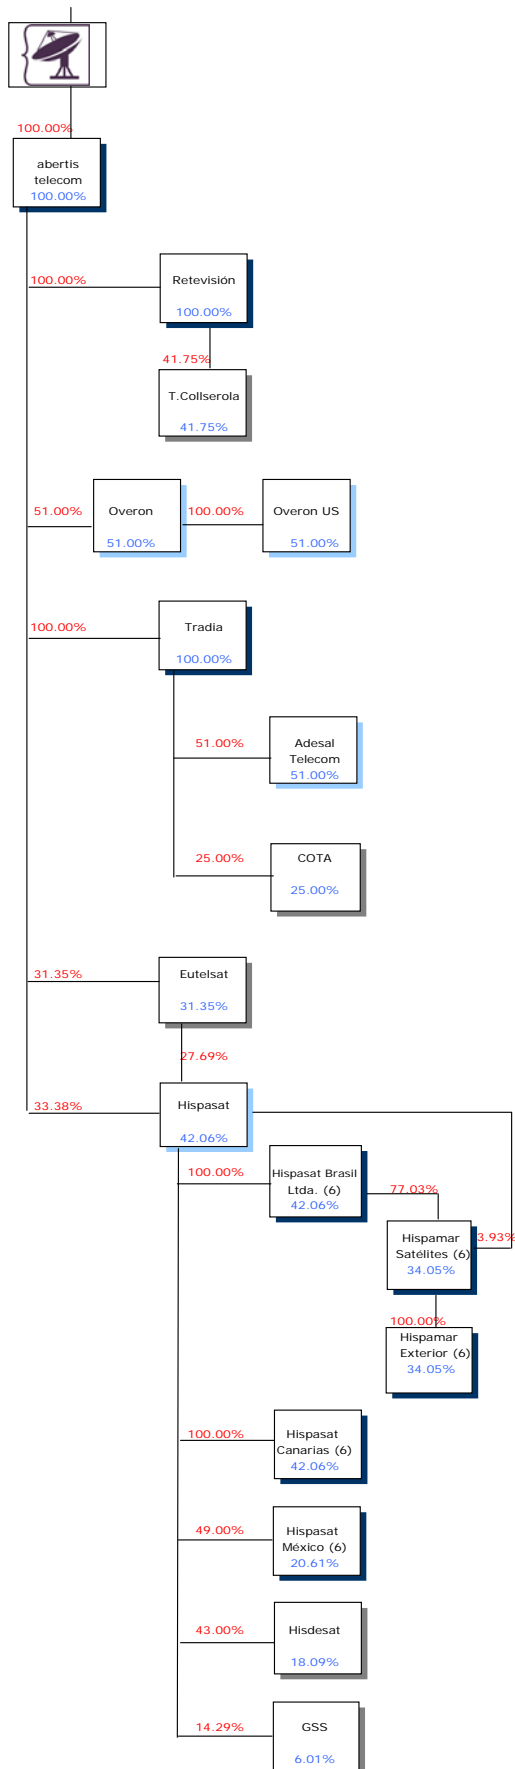 100.00%
abertis
telecom
100.00%
100.00%
Retevisión
100.00%
41.75%
T.Collserola
41.75%
51.00%
Overon
51.00%
100.00%
Overon US
51.00%
100.00%
Tradia
100.00%
51.00%
Adesal
Telecom
51.00%
25.00%
COTA
25.00%
31.35%
Eutelsat
31.35%
27.69%
33.38%
Hispasat
42.06%
100.00%
Hispasat Brasil
Ltda. (6)
42.06%
77.03%
Hispamar
Satélites (6)
34.05%
3.93%
100.00%
Hispamar
Exterior (6)
34.05%
100.00%
Hispasat
Canarias (6)
42.06%
49.00%
Hispasat
México (6)
20.61%
43.00%
Hisdesat
18.09%
14.29%
GSS
6.01%